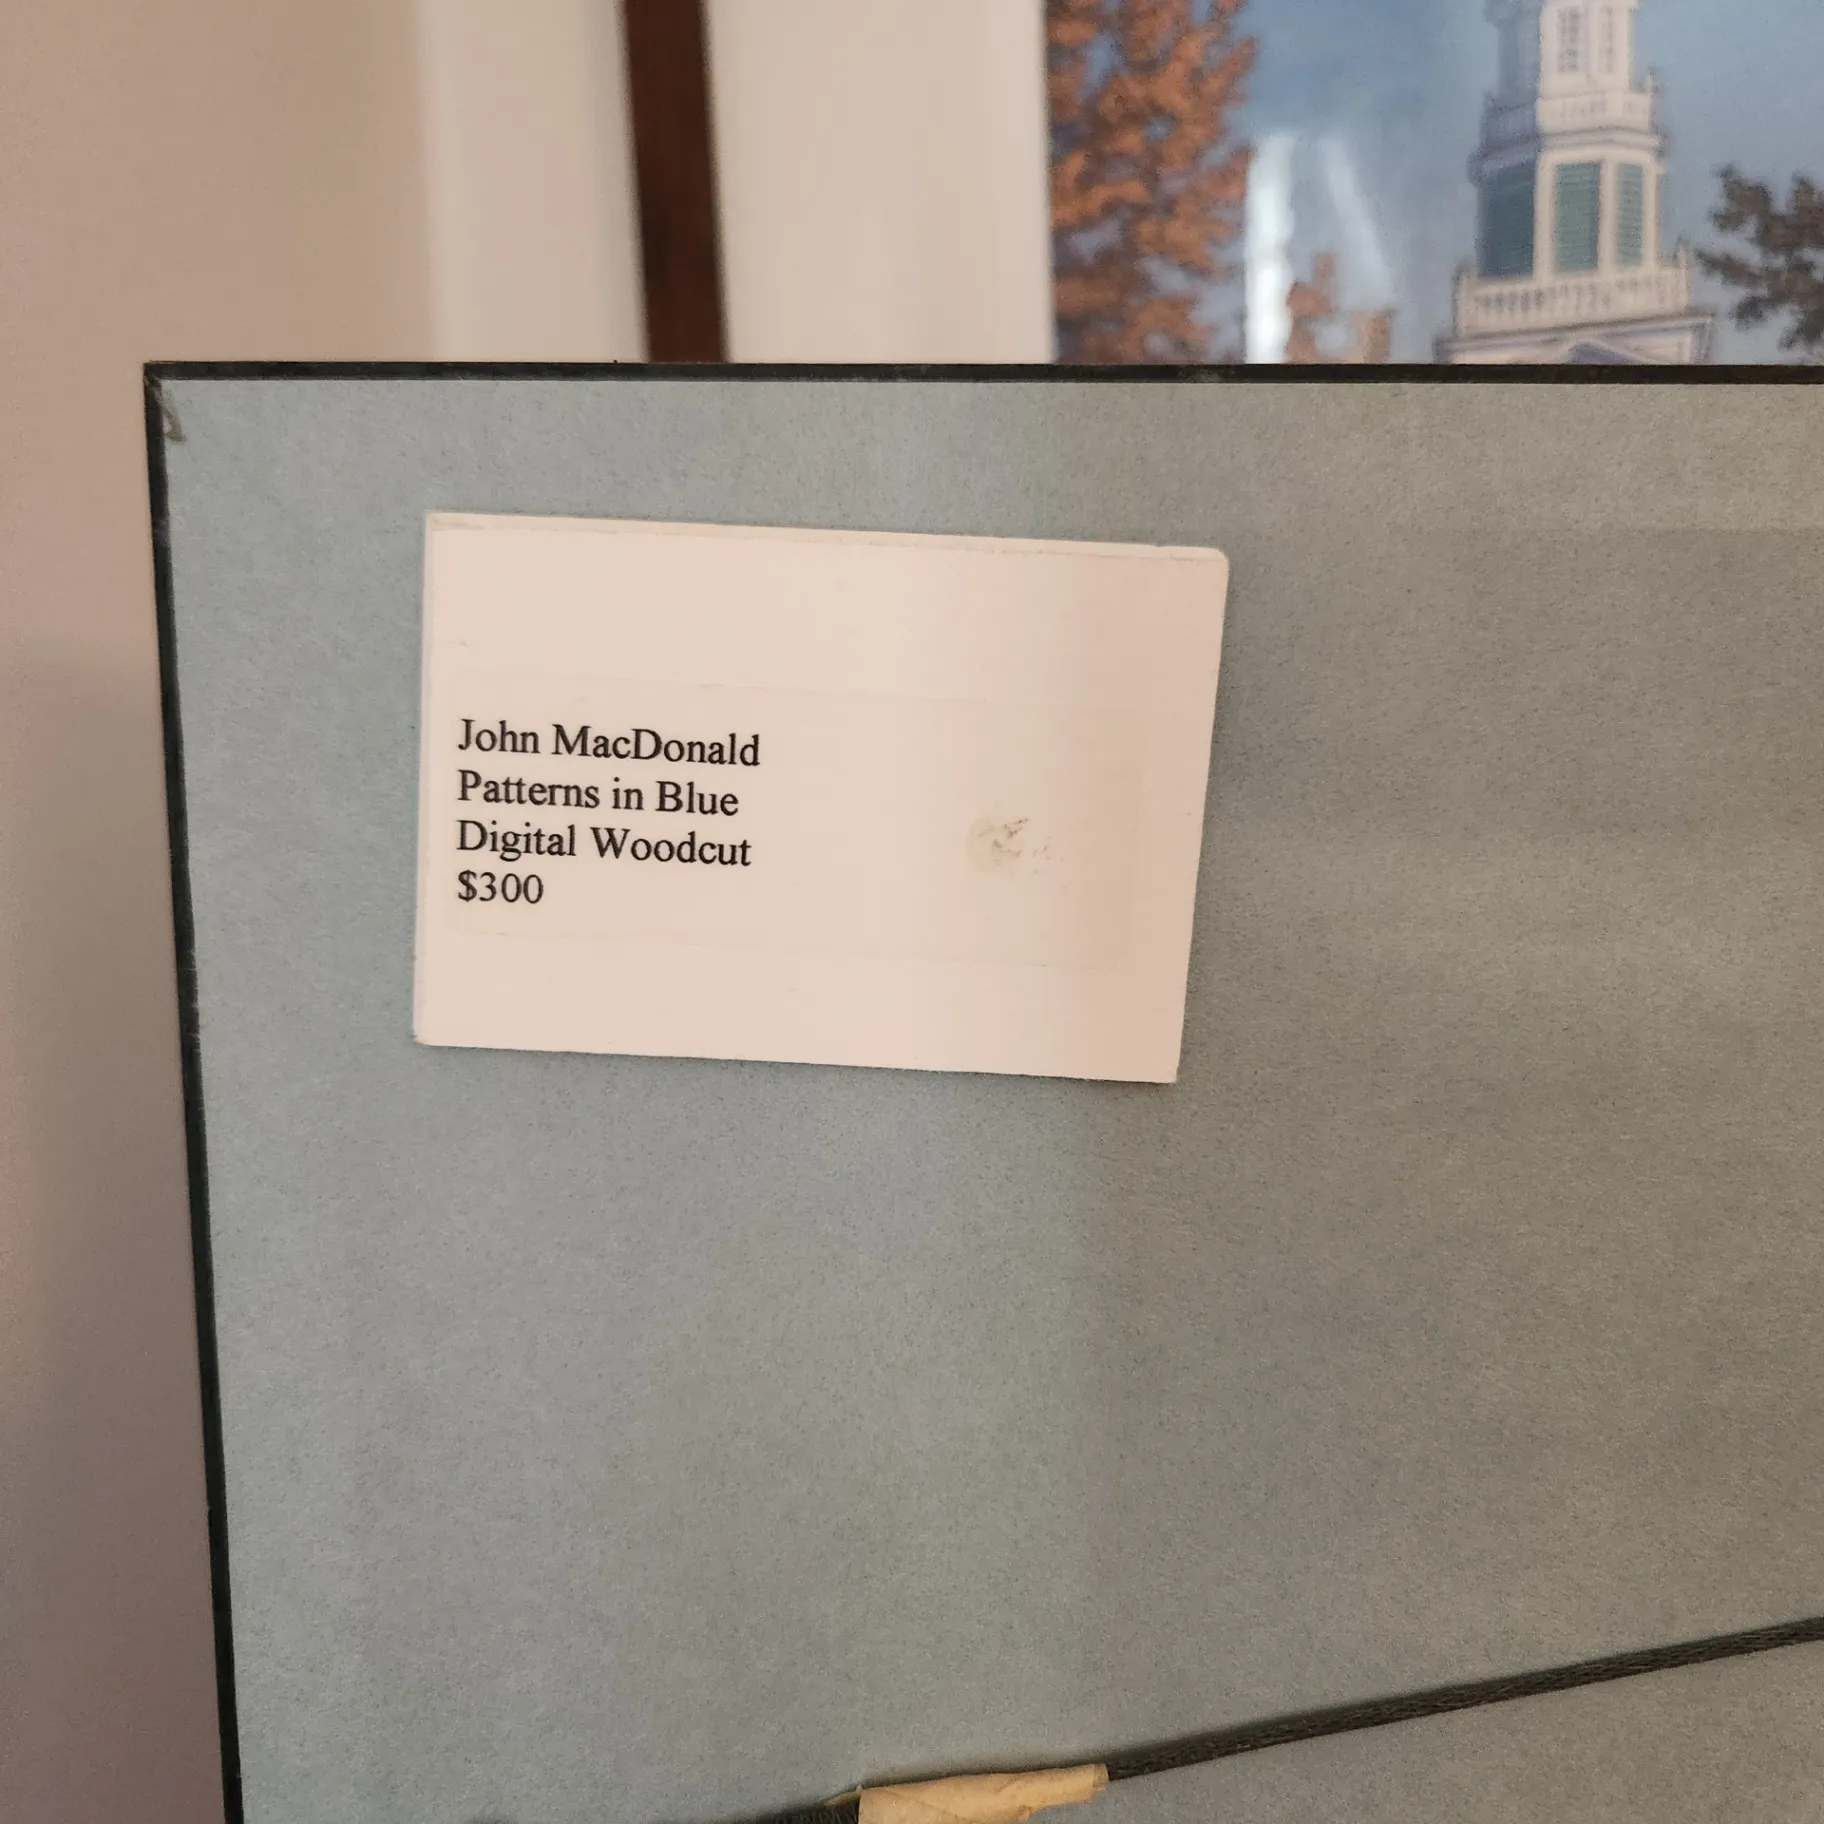 John MacDonald
Patterns in Blue
Digital Woodcut
$300